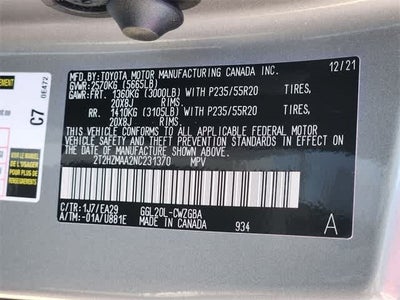 MFD.BY: TOYOTA MOTOR MANUFACTURING CANADA INC. 12/21
GVWR: 2570KG (5665LB)
GAWR:FRT. 1360KG (3000LB) WITH P235/55R20 TIRES,
20X8J RIMS.
RR. 1410KG (3105LB) WITH P235/55R20 TIRES,
20X8J RIMS.
THIS VEHICLE CONFORMS TO ALL APPLICABLE FEDERAL MOTOR
VEHICLE SAFETY, BUMPER, AND THEFT PREVENTION STANDARDS IN EFFECT
ON THE DATE OF MANUFACTURE SHOWN ABOVE.
2T2HZMAA2NC231370 MPV
C/TR: 1J7/EA29 GGL20L-CWZGBA
A/TM:-01A/U881E MADE IN CANADA 934
A
0E472
C7